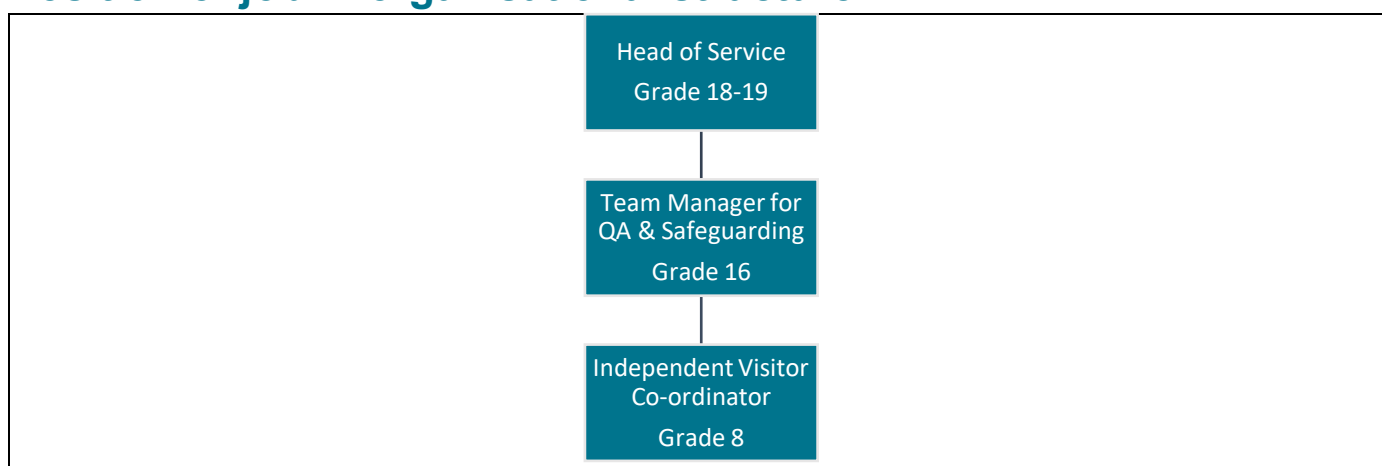 Head of Service
Grade 18-19
Team Manager for
QA & Safeguarding
Grade 16
Independent Visitor
Co-ordinator
Grade 8